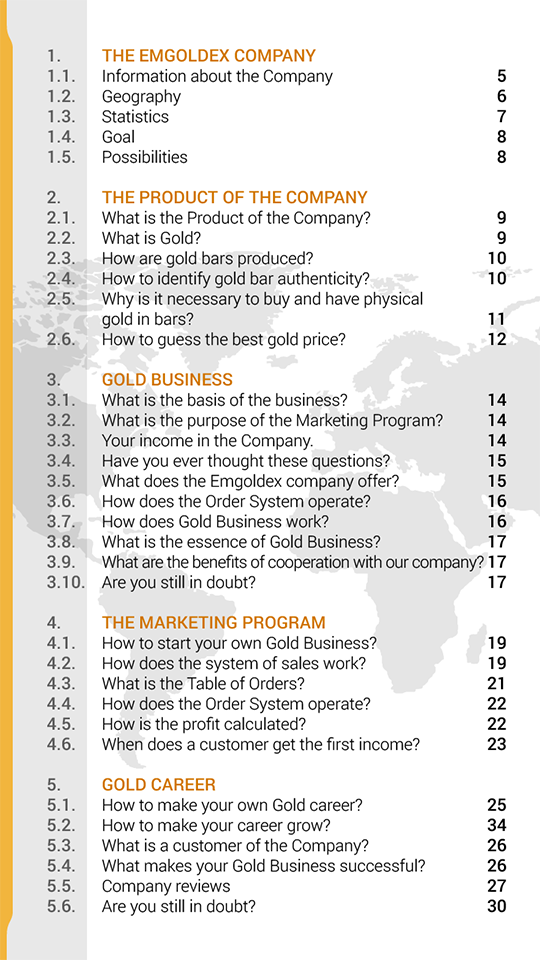 1. THE EMGOLDEX COMPANY
1.1. Information about the Company 5
1.2. Geography 6
1.3. Statistics 7
1.4. Goal 8
1.5. Possibilities 8
2. THE PRODUCT OF THE COMPANY
2.1. What is the Product of the Company? 9
2.2. What is Gold? 9
2.3. How are gold bars produced? 10
2.4. How to identify gold bar authenticity? 10
2.5. Why is it necessary to buy and have physical
gold in bars? 11
2.6. How to guess the best gold price? 12
3. GOLD BUSINESS
3.1. What is the basis of the business? 14
3.2. What is the purpose of the Marketing Program? 14
3.3. Your income in the Company. 14
3.4. Have you ever thought these questions? 15
3.5. What does the Emgoldex company offer? 15
3.6. How does the Order System operate? 16
3.7. How does Gold Business work? 16
3.8. What is the essence of Gold Business? 17
3.9. What are the benefits of cooperation with our company? 17
3.10. Are you still in doubt? 17
4. THE MARKETING PROGRAM
4.1. How to start your own Gold Business? 19
4.2. How does the system of sales work? 19
4.3. What is the Table of Orders? 21
4.4. How does the Order System operate? 22
4.5. How is the profit calculated? 22
4.6. When does a customer get the first income? 23
5. GOLD CAREER
5.1. How to make your own Gold career? 25
5.2. How to make your career grow? 34
5.3. What is a customer of the Company? 26
5.4. What makes your Gold Business successful? 26
5.5. Company reviews 27
5.6. Are you still in doubt? 30